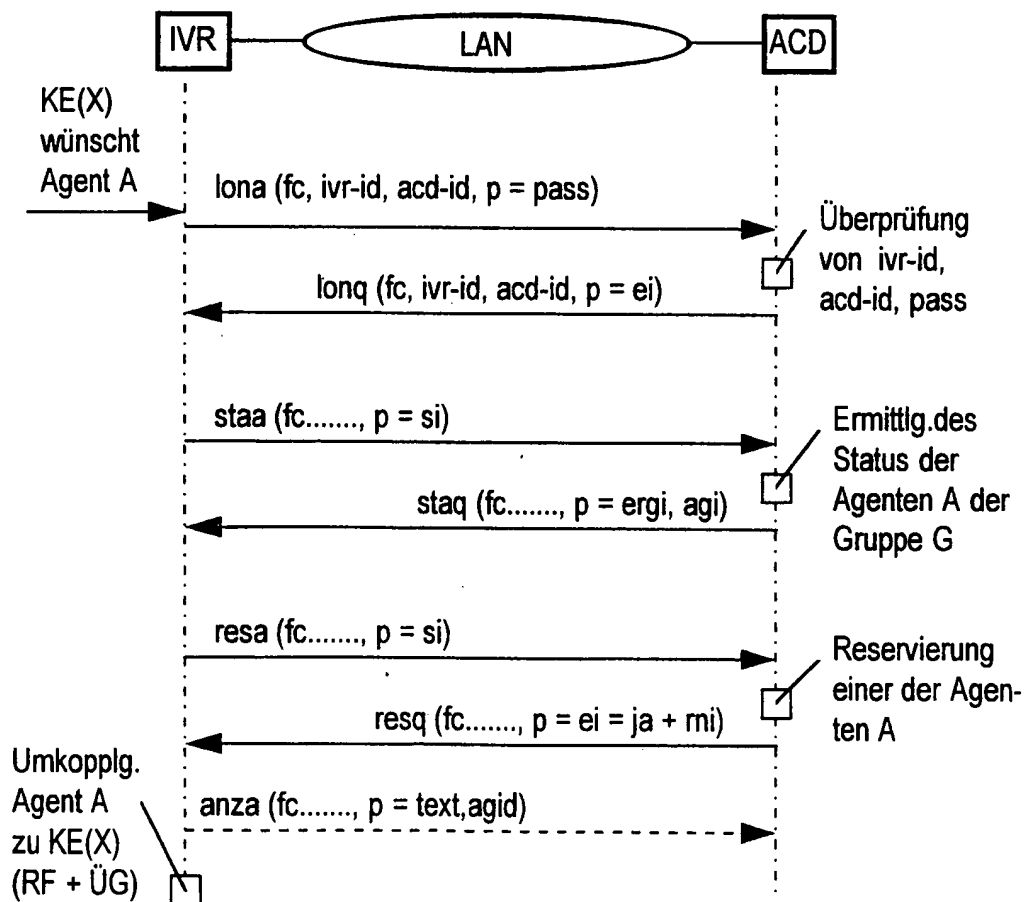 IVR
LAN
ACD
KE(X)
wünscht
Agent A
lona (fc, ivr-id, acd-id, p = pass)
Überprüfung
von ivr-id,
acd-id, pass
lonq (fc, ivr-id, acd-id, p = ei)
staa (fc......., p = si)
Ermittlg.des
Status der
Agenten A der
Gruppe G
staq (fc......., p = ergi, agi)
resa (fc......., p = si)
Reservierung
einer der Agen-
ten A
resq (fc......., p = ei = ja + mi)
Umkopplg.
Agent A
zu KE(X)
(RF + ÜG)
anza (fc......., p = text,agid)